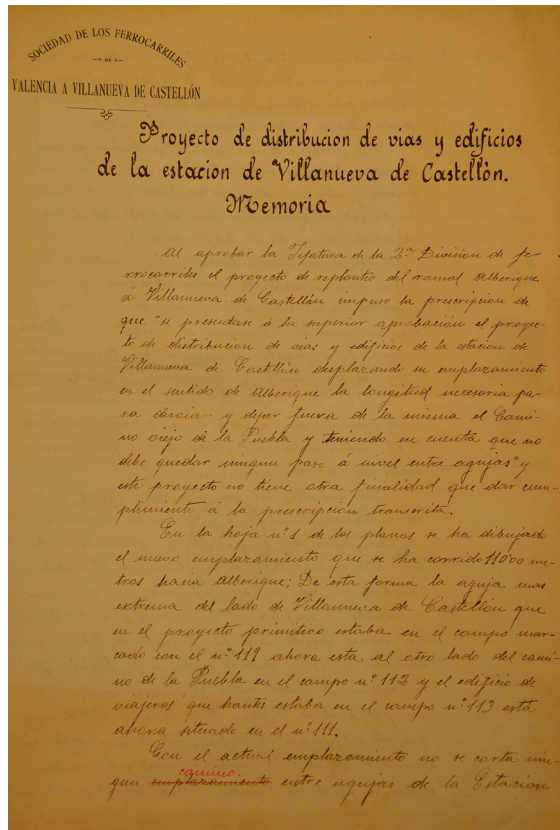 SOCIEDAD DE LOS FERROCARRILES
DE
VALENCIA A VILLANUEVA DE CASTELLÓN
Proyecto de distribucion de vias y edificios
de la estacion de Villanueva de Castellòn.
Memoria
Al aprobar la Jefatura de la 2.ª Division de fe-
rrocarriles el proyecto de replanteo del ramal Alberique
á Villanueva de Castellón impuso la prescripcion de
que "se presentase á la superior aprobación el proyec-
to de distribucion de vias y edificios de la estacion de
Villanueva de Castellón desplazando su emplazamiento
en el sentido de Alberique la longitud necesaria pa-
ra desviar y dejar fuera de la misma el Cami-
no viejo de la Puebla y teniendo en cuenta que no
debe quedar ningun paso á nivel entre agujas" y
este proyecto no tiene otra finalidad que dar cum-
plimiento á la prescripción transcrita.
En la hoja nº 1 de los planos se ha dibujado
el nuevo emplazamiento que se ha corrido 110'00 me-
tros hacia Alberique; De esta forma la aguja mas
extrema del lado de Villanueva de Castellón que
en el proyecto primitivo estaba en el campo mar-
cado con el nº 119 ahora esta al otro lado del cami-
no de la Puebla en el campo nº 112 y el edificio de
viajeros que hantes estaba en el campo nº 113 está
ahora situado en el nº 111.
Con el actual emplazamiento no se corta nin-
camino.
gun emplazamiento entre agujas de la Estación